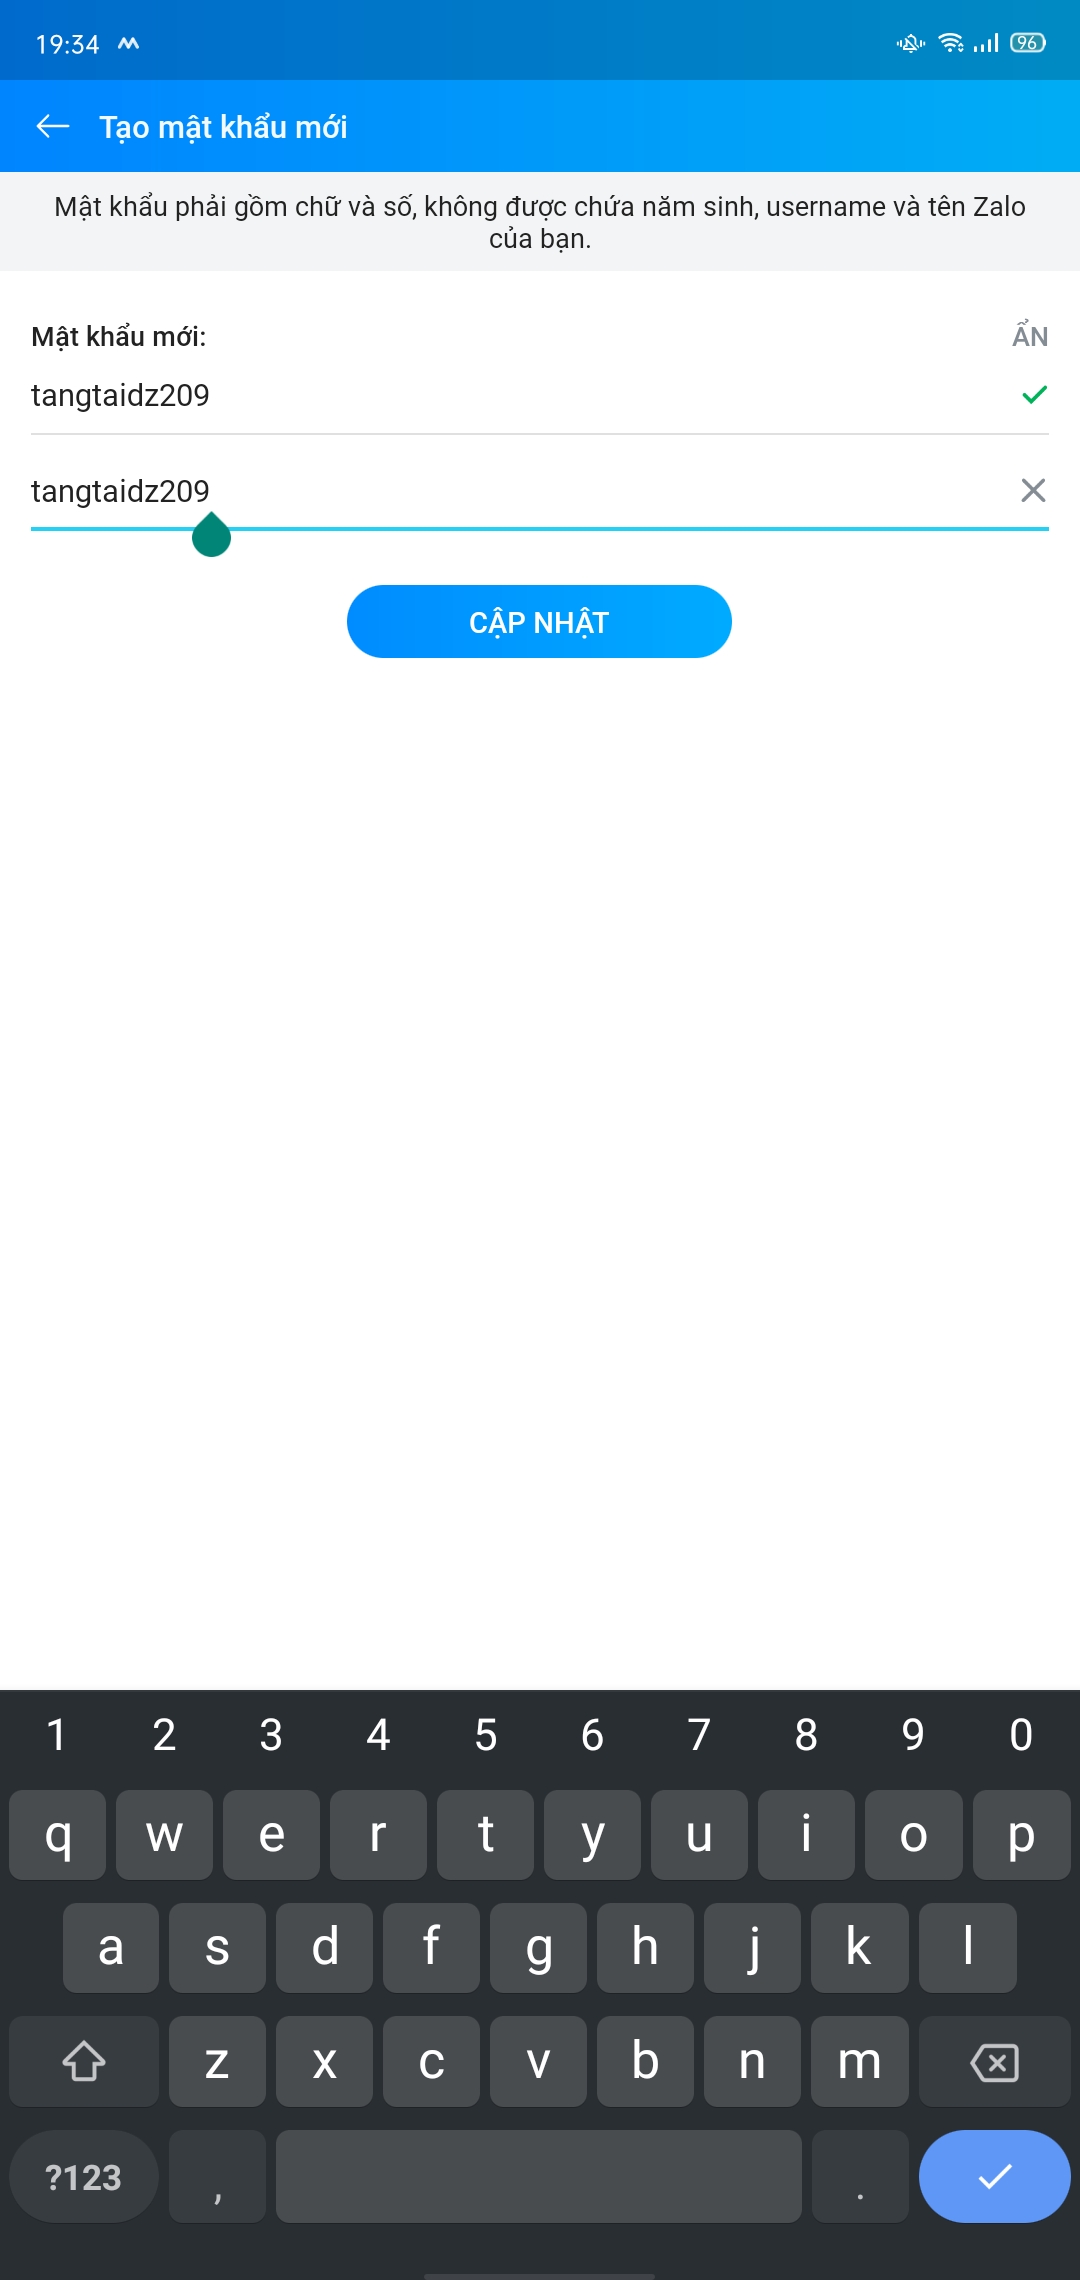 19:34
96
Tạo mật khẩu mới
Mật khẩu phải gồm chữ và số, không được chứa năm sinh, username và tên Zalo
của bạn.
Mật khẩu mới:
ẨN
tangtaidz209
tangtaidz209
CẬP NHẬT
1 2 3 4 5 6 7 8 9 0
q w e r t y u i o p
a s d f g h j k l
z x c v b n m
?123 , .